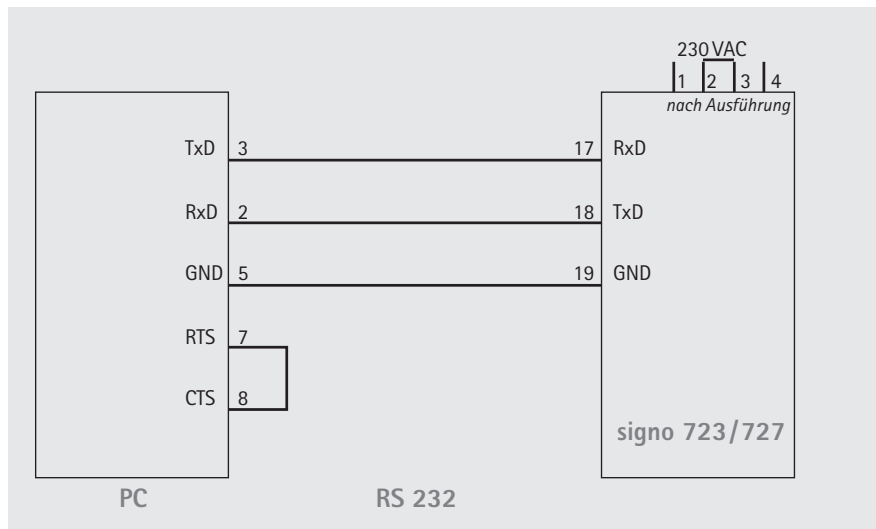 230 VAC
1 2 3 4
nach Ausführung
TxD 3 17 RxD
RxD 2 18 TxD
GND 5 19 GND
RTS 7
CTS 8
signo 723/727
PC RS 232